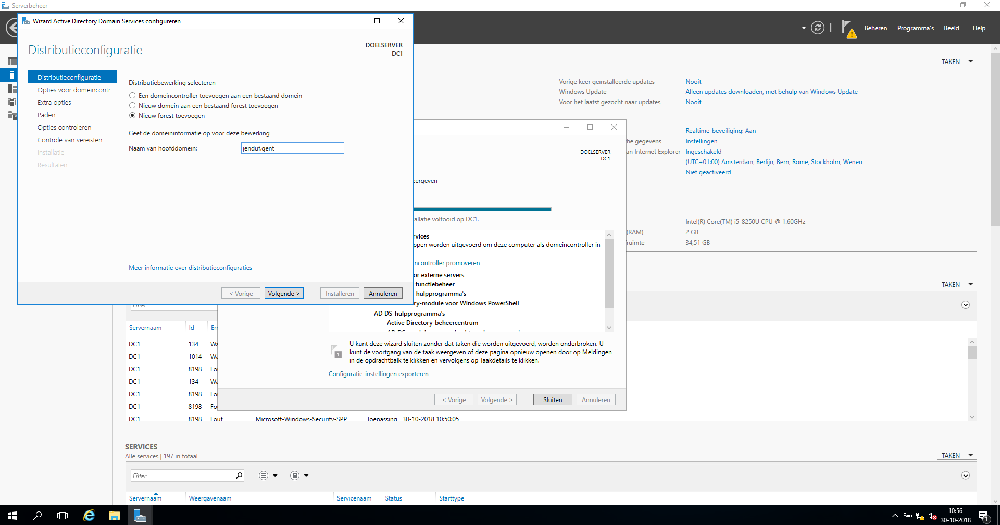 Serverbeheer
Beheren
Programma's
Beeld
Help
Wizard Active Directory Domain Services configureren
Distributieconfiguratie
DOELSERVER
DC1
Distributieconfiguratie
Opties voor domeincontr...
Extra opties
Paden
Opties controleren
Controle van vereisten
Installatie
Resultaten
Distributiebewerking selecteren
Een domeincontroller toevoegen aan een bestaand domein
Nieuw domein aan een bestaand forest toevoegen
Nieuw forest toevoegen
Geef de domeininformatie op voor deze bewerking
Naam van hoofddomein:
jenduf.gent
Meer informatie over distributieconfiguraties
< Vorige
Volgende >
Installeren
Annuleren
TAKEN
Vorige keer geïnstalleerde updates
Nooit
Windows Update
Alleen updates downloaden, met behulp van Windows Update
Voor het laatst gezocht naar updates
Nooit
Realtime-beveiliging: Aan
che gegevens
Instellingen
an Internet Explorer
Ingeschakeld
(UTC+01:00) Amsterdam, Berlijn, Bern, Rome, Stockholm, Wenen
Niet geactiveerd
Intel(R) Core(TM) i5-8250U CPU @ 1.60GHz
(RAM)
2 GB
ruimte
34,51 GB
DOELSERVER
DC1
eergeven
allatie voltooid op DC1.
rvices
ppen worden uitgevoerd om deze computer als domeincontroller in
incontroller promoveren
or externe servers
functiebeheer
-hulpprogramma's
Active Directory-module voor Windows PowerShell
AD DS-hulpprogramma's
Active Directory-beheercentrum
U kunt deze wizard sluiten zonder dat taken die worden uitgevoerd, worden onderbroken. U
kunt de voortgang van de taak weergeven of deze pagina opnieuw openen door op Meldingen
in de opdrachtbalk te klikken en vervolgens op Taakdetails te klikken.
1
Configuratie-instellingen exporteren
< Vorige
Volgende >
Sluiten
Annuleren
TAKEN
Filter
Servernaam Id Err
DC1 134 Wa
DC1 1014 Wa
DC1 8198 Fo
DC1 134 Wa
DC1 8198 Fo
DC1 8198 Fo
DC1 8198 Fout Microsoft-Windows-Security-SPP Toepassing 30-10-2018 10:50:05
SERVICES
Alle services | 197 in totaal
TAKEN
Filter
Servernaam Weergavenaam Servicenaam Status Starttype
10:56
30-10-2018
1